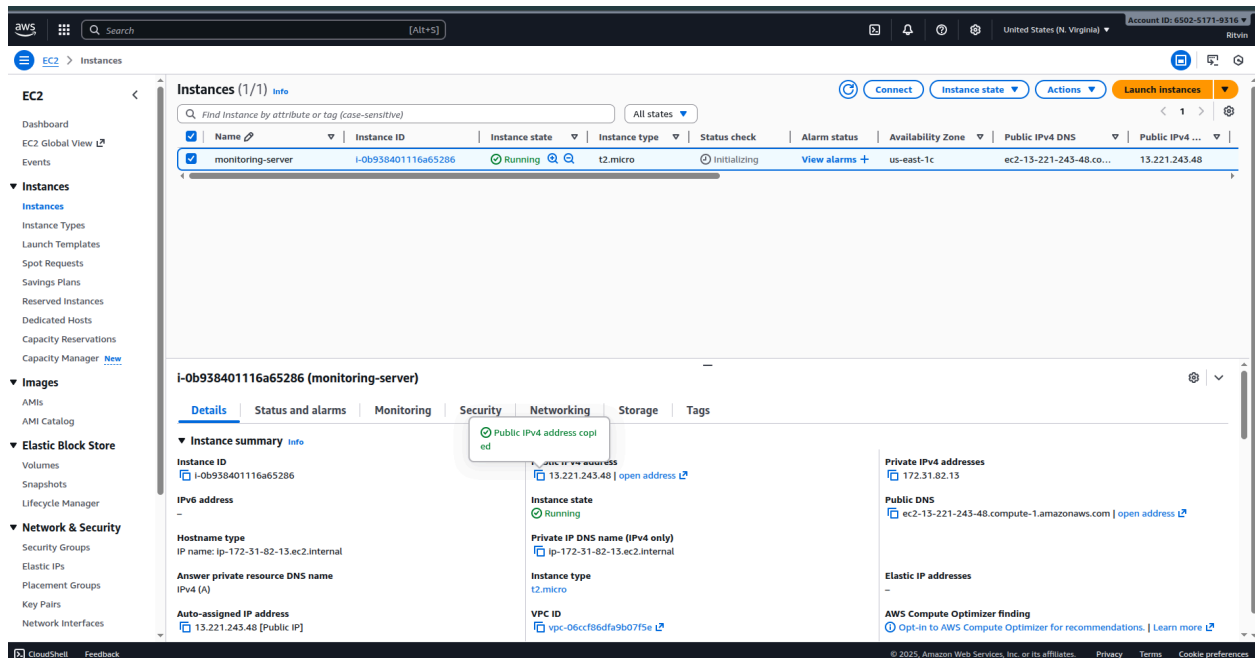 aws
Search
[Alt+S]
United States (N. Virginia)
Account ID: 6502-5171-9316
Ritvin
EC2 > Instances
EC2
Dashboard
EC2 Global View
Events
Instances
Instances
Instance Types
Launch Templates
Spot Requests
Savings Plans
Reserved Instances
Dedicated Hosts
Capacity Reservations
Capacity Manager New
Images
AMIs
AMI Catalog
Elastic Block Store
Volumes
Snapshots
Lifecycle Manager
Network & Security
Security Groups
Elastic IPs
Placement Groups
Key Pairs
Network Interfaces
Instances (1/1) Info
Connect
Instance state
Actions
Launch instances
Find Instance by attribute or tag (case-sensitive)
All states
1
Name Instance ID Instance state Instance type Status check Alarm status Availability Zone Public IPv4 DNS Public IPv4 ...
monitoring-server i-0b938401116a65286 Running t2.micro Initializing View alarms + us-east-1c ec2-13-221-243-48.co... 13.221.243.48
i-0b938401116a65286 (monitoring-server)
Details Status and alarms Monitoring Security Networking Storage Tags
Public IPv4 address copi
ed
Instance summary Info
Instance ID
i-0b938401116a65286
IPv6 address
–
Hostname type
IP name: ip-172-31-82-13.ec2.internal
Answer private resource DNS name
IPv4 (A)
Auto-assigned IP address
13.221.243.48 [Public IP]
Public IPv4 address
13.221.243.48 | open address
Instance state
Running
Private IP DNS name (IPv4 only)
ip-172-31-82-13.ec2.internal
Instance type
t2.micro
VPC ID
vpc-06ccf86dfa9b07f5e
Private IPv4 addresses
172.31.82.13
Public DNS
ec2-13-221-243-48.compute-1.amazonaws.com | open address
Elastic IP addresses
–
AWS Compute Optimizer finding
Opt-in to AWS Compute Optimizer for recommendations. | Learn more
CloudShell Feedback
© 2025, Amazon Web Services, Inc. or its affiliates. Privacy Terms Cookie preferences